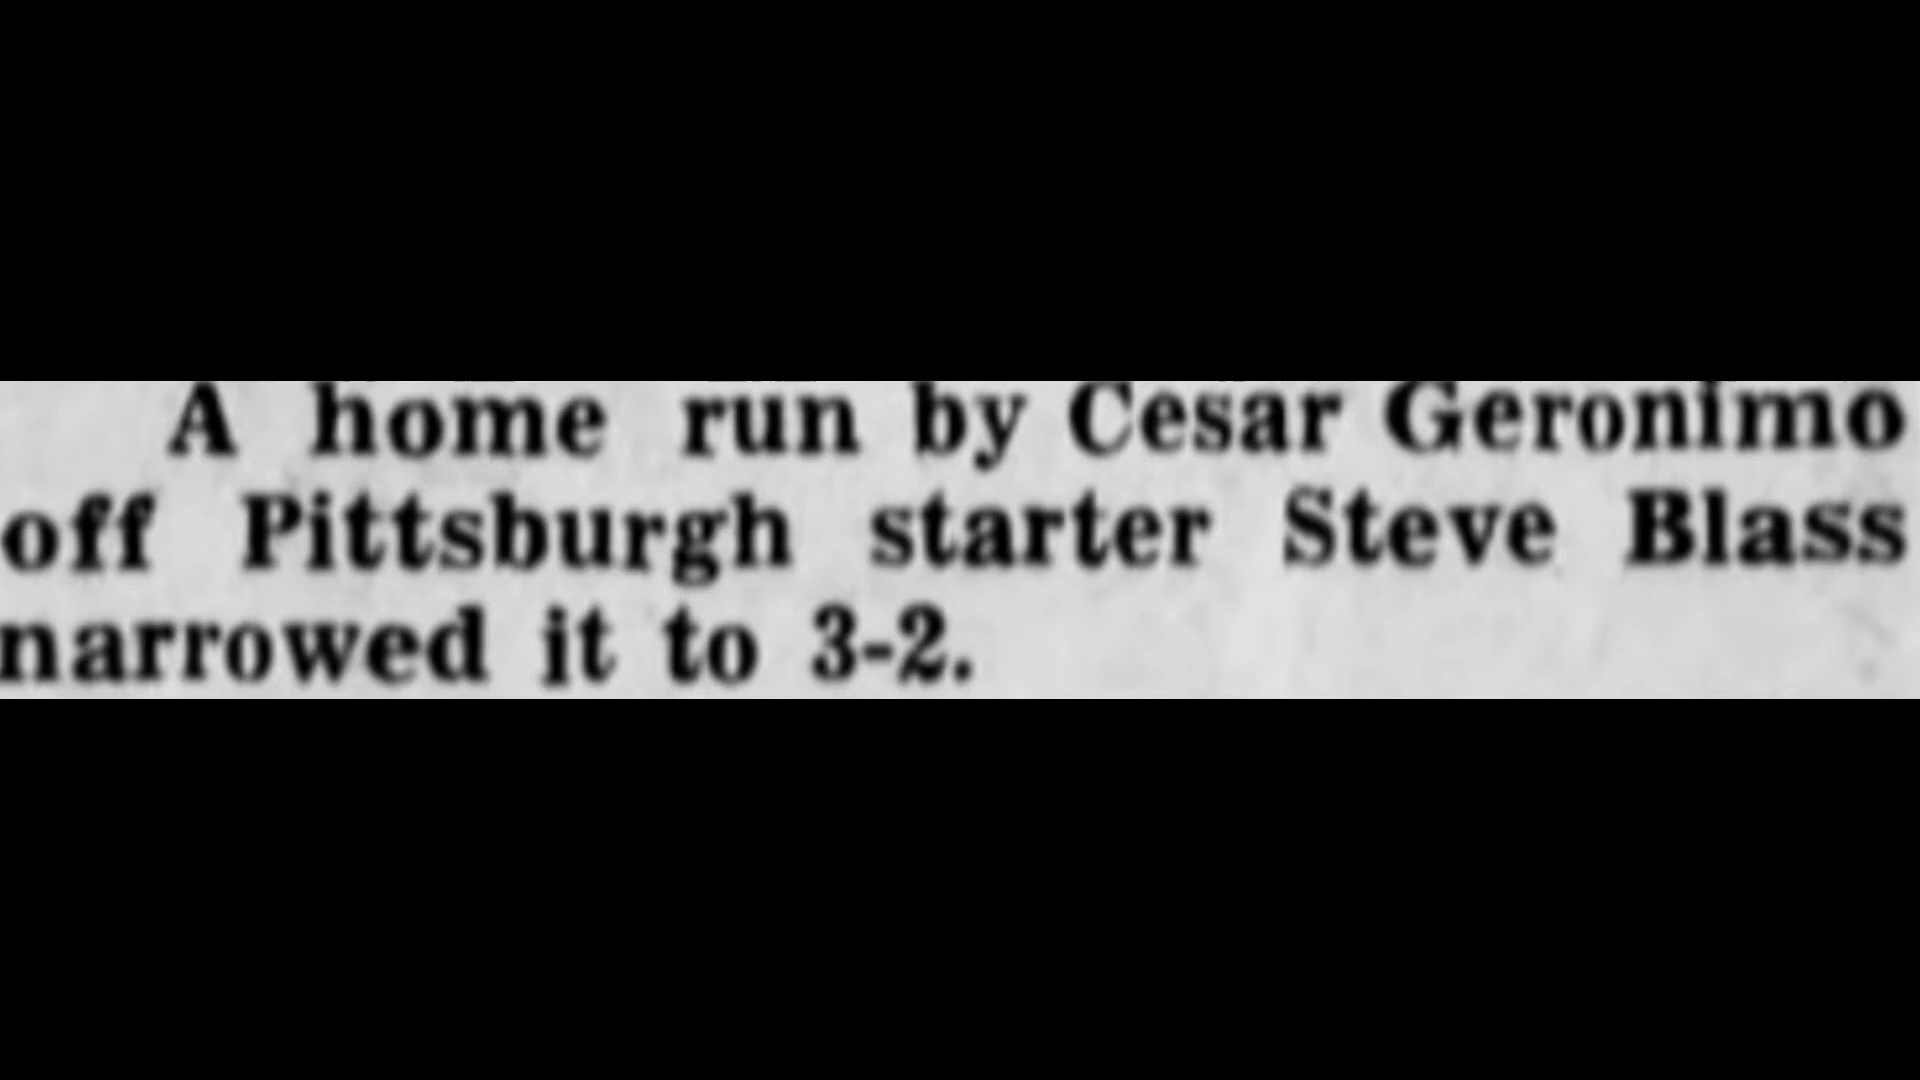 A home run by Cesar Geronimo
off Pittsburgh starter Steve Blass
narrowed it to 3-2.